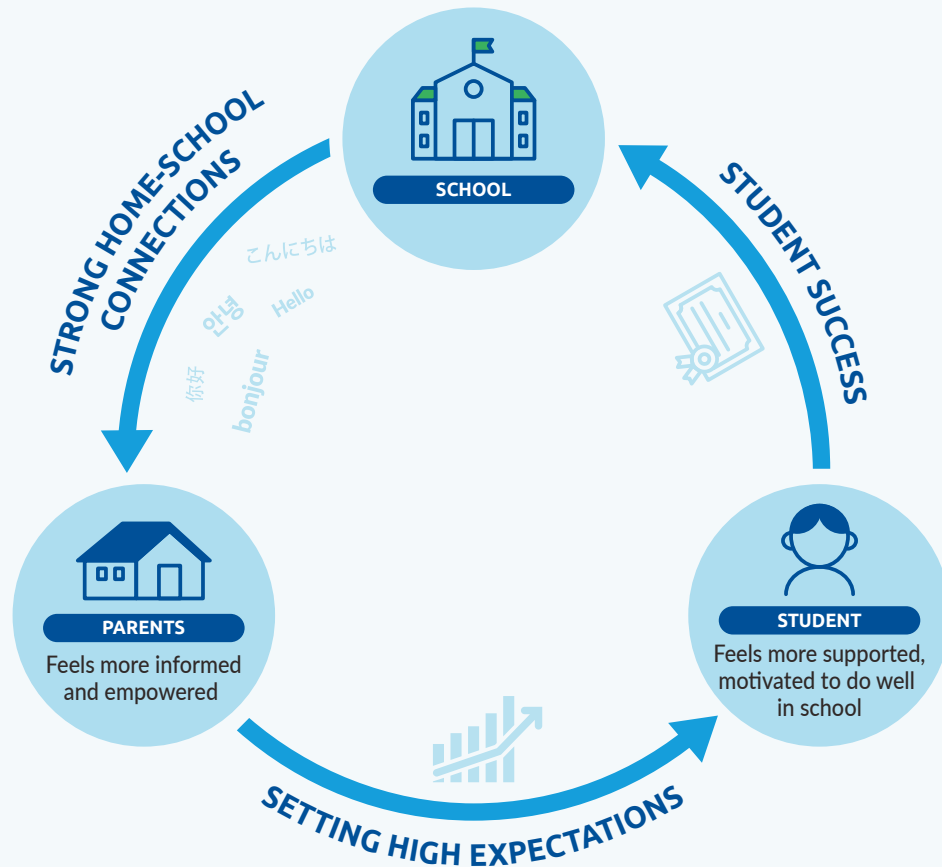 SCHOOL
STRONG HOME-SCHOOL
CONNECTIONS
こんにちは
안녕
Hello
你好
bonjour
STUDENT SUCCESS
PARENTS
Feels more informed
and empowered
STUDENT
Feels more supported,
motivated to do well
in school
SETTING HIGH EXPECTATIONS